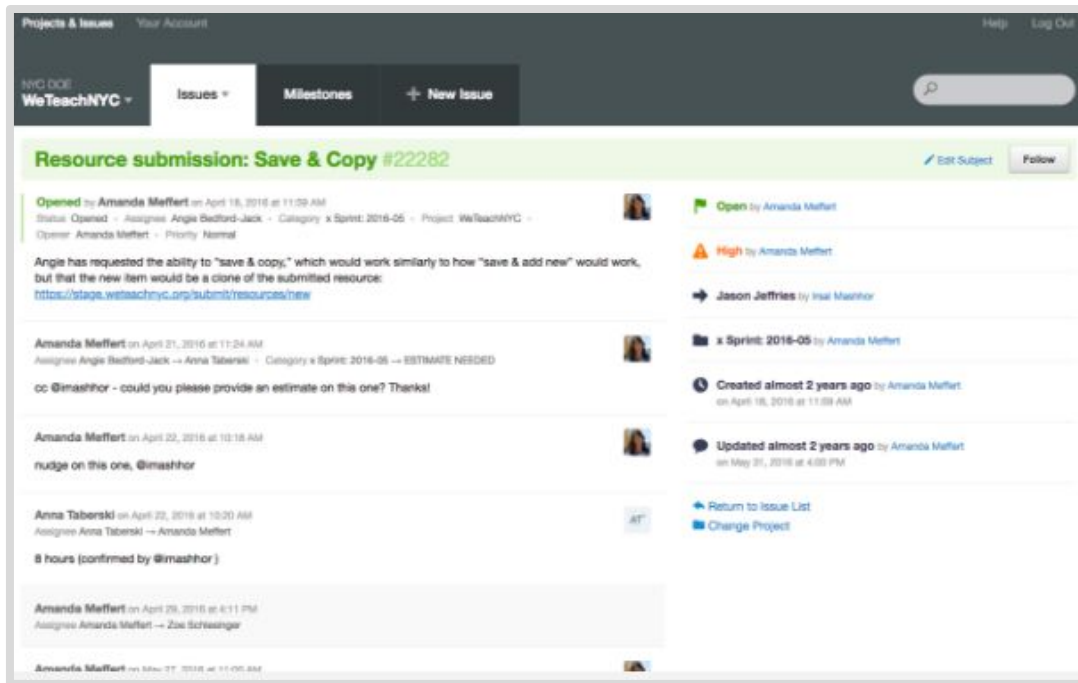 Projects & Issues Your Account Help Log Out
NYC DOE
WeTeachNYC Issues Milestones + New Issue
Resource submission: Save & Copy #22282 Edit Subject Follow
Opened by Amanda Meffert on April 18, 2016 at 11:59 AM
Status Opened - Assignee Angie Bedford-Jack - Category x Sprint: 2016-05 - Project WeTeachNYC -
Opener Amanda Meffert - Priority Normal
Angie has requested the ability to "save & copy," which would work similarly to how "save & add new" would work,
but that the new item would be a clone of the submitted resource:
https://stage.weteachnyc.org/submit/resources/new
Amanda Meffert on April 21, 2016 at 11:24 AM
Assignee Angie Bedford-Jack → Anna Taberski - Category x Sprint: 2016-05 → ESTIMATE NEEDED
cc @imashhor - could you please provide an estimate on this one? Thanks!
Amanda Meffert on April 22, 2016 at 10:18 AM
nudge on this one, @imashhor
Anna Taberski on April 22, 2016 at 10:20 AM
AT
Assignee Anna Taberski → Amanda Meffert
8 hours (confirmed by @imashhor )
Amanda Meffert on April 29, 2016 at 4:11 PM
Assignee Amanda Meffert → Zoe Schlesinger
Amanda Meffert on May 27, 2016 at 11:05 AM
Open by Amanda Meffert
High by Amanda Meffert
Jason Jeffries by Mashhor
x Sprint: 2016-05 by Amanda Meffert
Created almost 2 years ago by Amanda Meffert
on April 18, 2016 at 11:59 AM
Updated almost 2 years ago by Amanda Meffert
on May 31, 2016 at 4:00 PM
Return to Issue List
Change Project